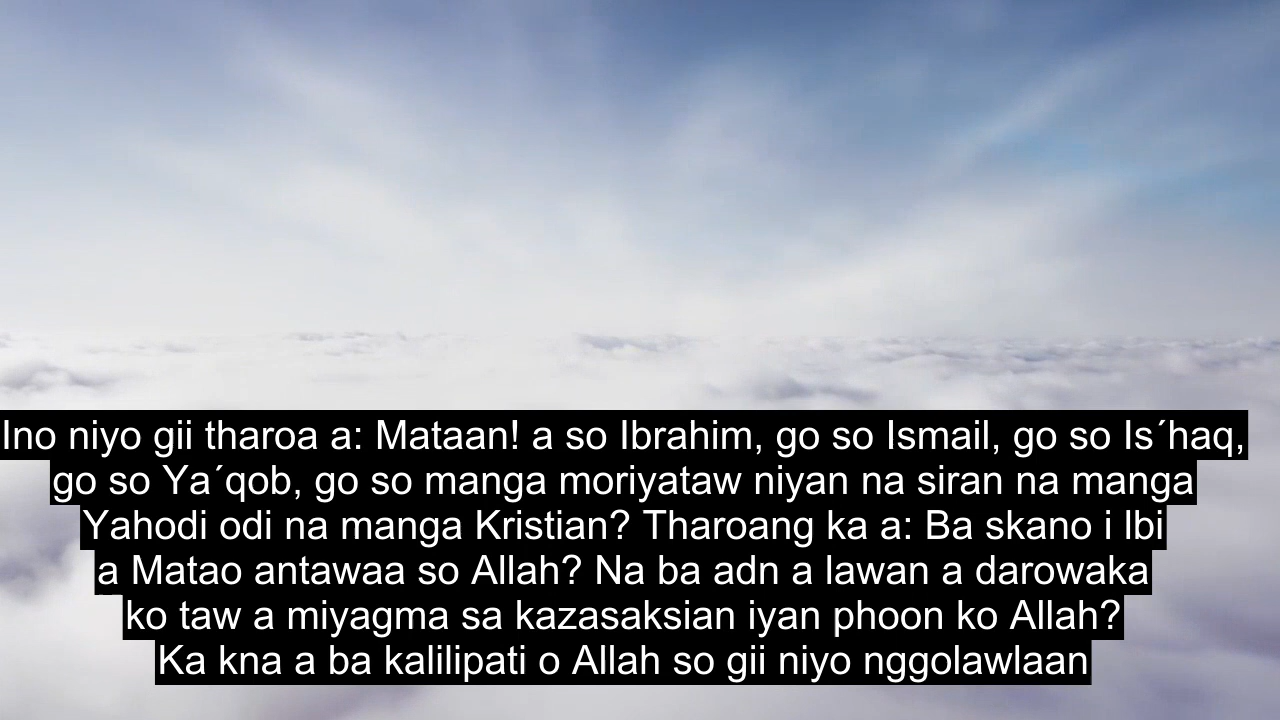 Ino niyo gii tharoa a: Mataan! a so Ibrahim, go so Ismail, go so Is´haq,
go so Ya´qob, go so manga moriyataw niyan na siran na manga
Yahodi odi na manga Kristian? Tharoang ka a: Ba skano i lbi
a Matao antawaa so Allah? Na ba adn a lawan a darowaka
ko taw a miyagma sa kazasaksian iyan phoon ko Allah?
Ka kna a ba kalilipati o Allah so gii niyo nggolawlaan